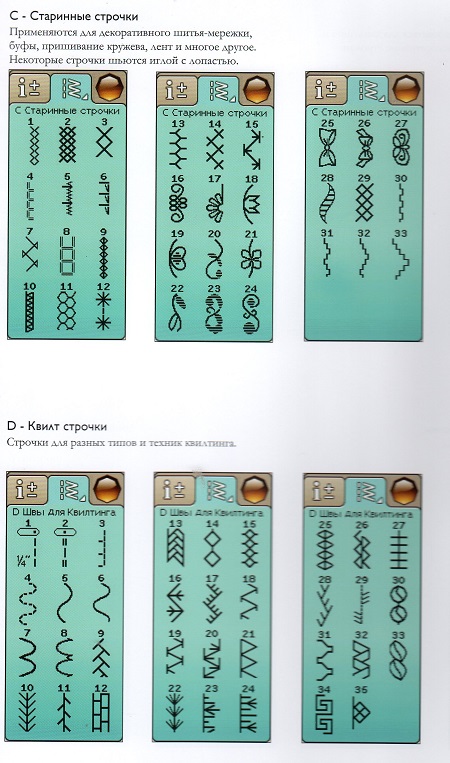 C - Старинные строчки
Применяются для декоративного шитья-мережки,
буфы, пришивание кружева, лент и многое другое.
Некоторые строчки шьются иглой с лопастью.
i±
C Старинные строчки
1 2 3
4 5 6
7 8 9
10 11 12
i±
C Старинные строчки
13 14 15
16 17 18
19 20 21
22 23 24
i±
C Старинные строчки
25 26 27
28 29 30
31 32 33
D - Квилт строчки
Строчки для разных типов и техник квилтинга.
i±
D Швы для Квилтинга
1 2 3
¼"
4 5 6
7 8 9
10 11 12
i±
D Швы для Квилтинга
13 14 15
16 17 18
19 20 21
22 23 24
i±
D Швы для Квилтинга
25 26 27
28 29 30
31 32 33
34 35